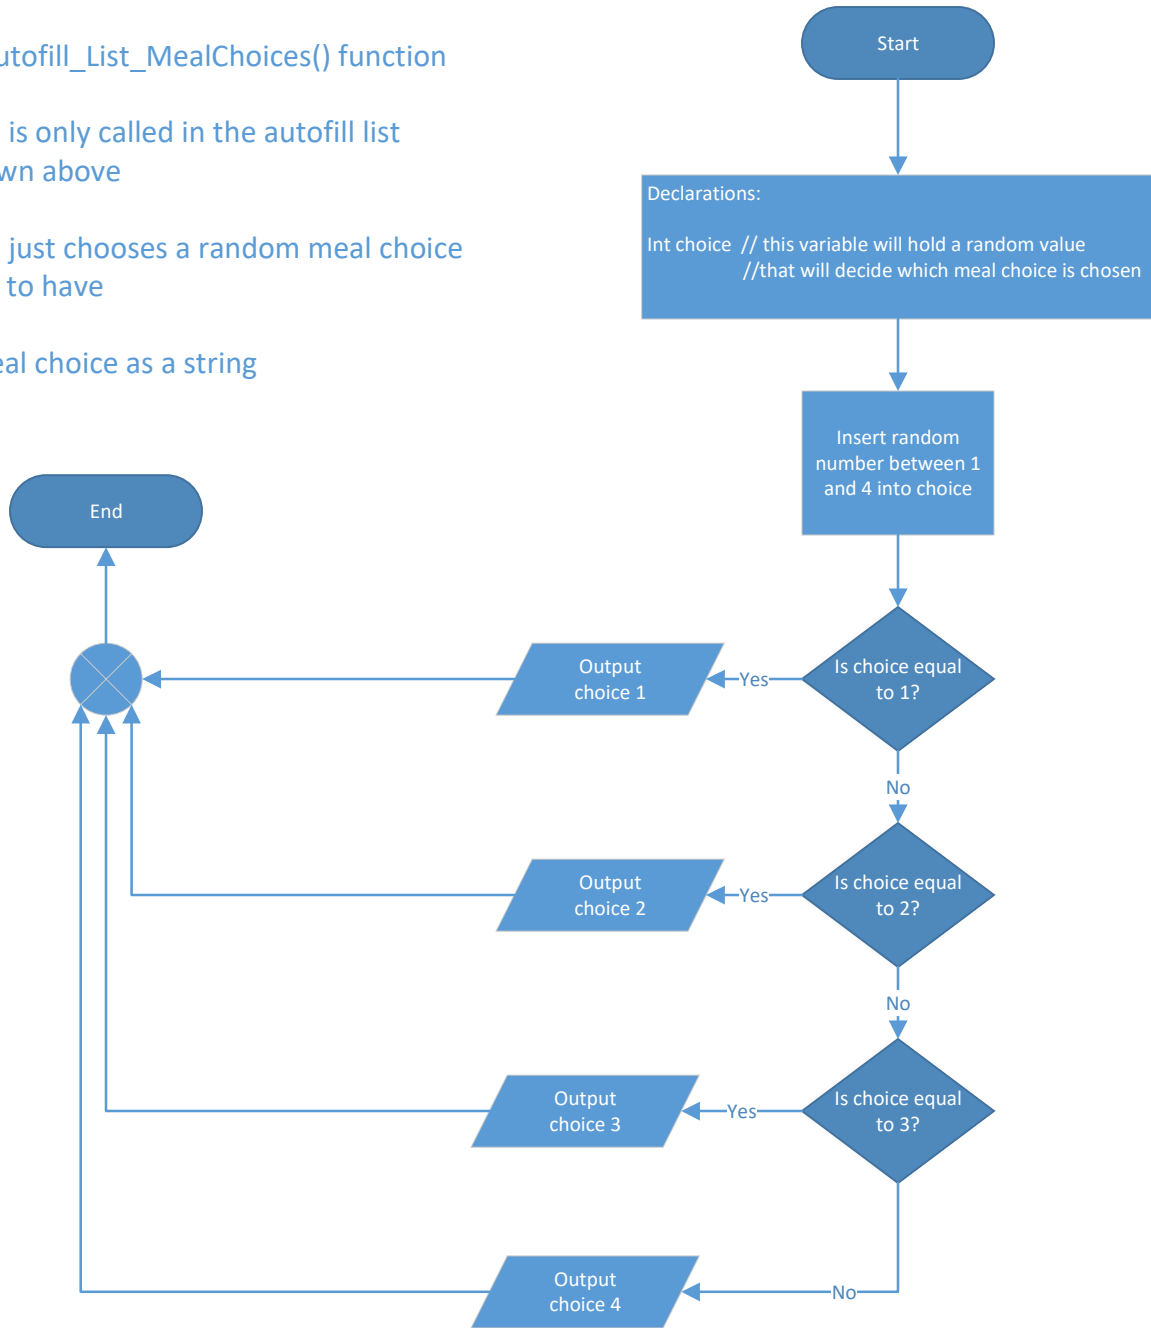 utofill_List_MealChoices() function
is only called in the autofill list
wn above
just chooses a random meal choice
to have
eal choice as a string
Start
Declarations:
Int choice // this variable will hold a random value
//that will decide which meal choice is chosen
Insert random
number between 1
and 4 into choice
End
Is choice equal
to 1?
Yes
Output
choice 1
No
Is choice equal
to 2?
Yes
Output
choice 2
No
Is choice equal
to 3?
Yes
Output
choice 3
No
Output
choice 4